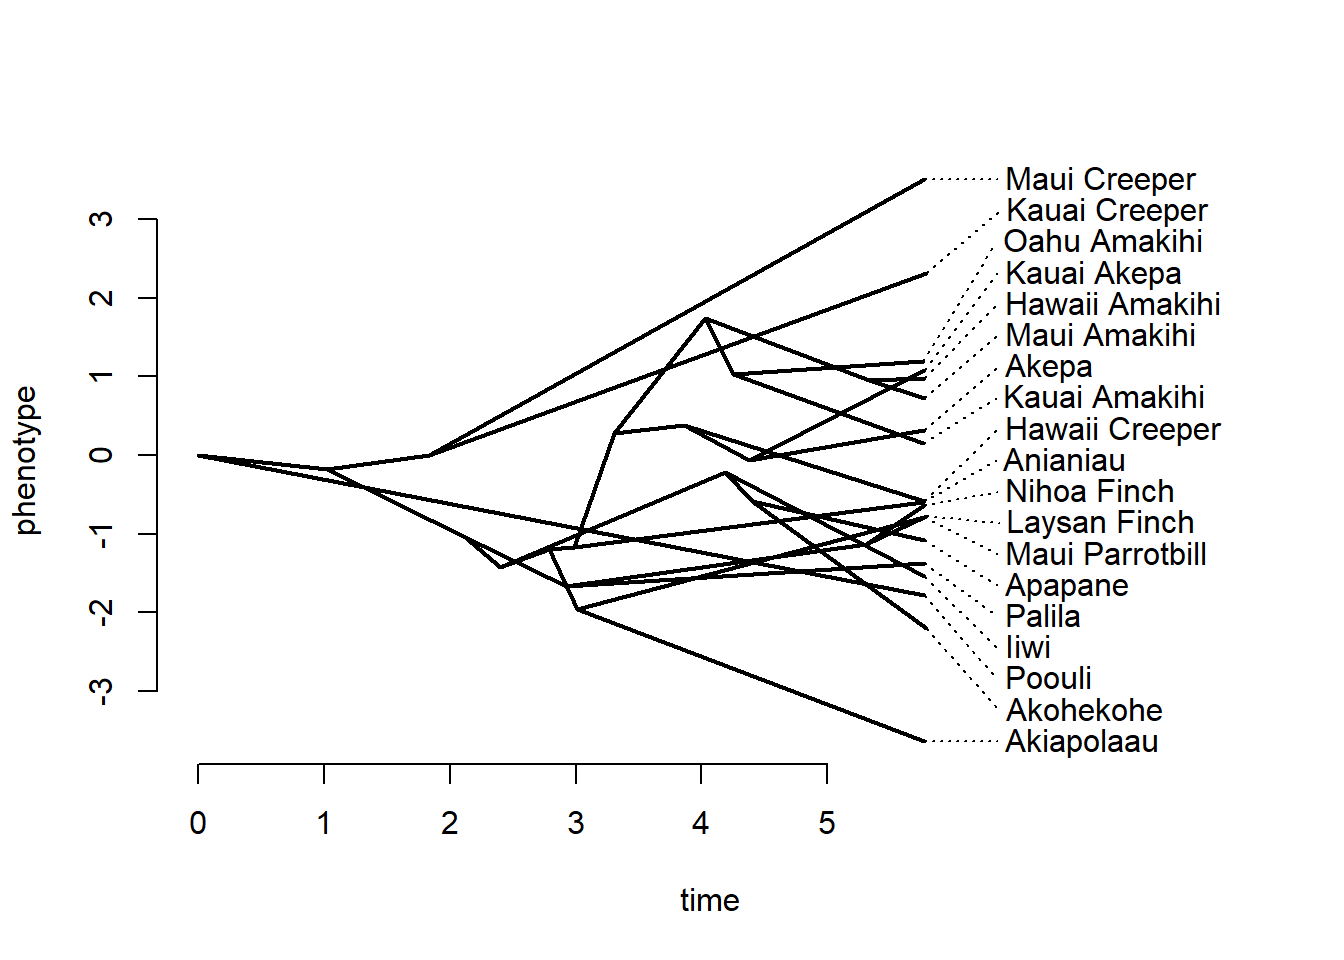 Maui Creeper
Kauai Creeper
Oahu Amakihi
Kauai Akepa
Hawaii Amakihi
Maui Amakihi
Akepa
Kauai Amakihi
Hawaii Creeper
Anianiau
Nihoa Finch
Laysan Finch
Maui Parrotbill
Apapane
Palila
Iiwi
Poouli
Akohekohe
Akiapolaau
phenotype
3
2
1
0
-1
-2
-3
0 1 2 3 4 5
time